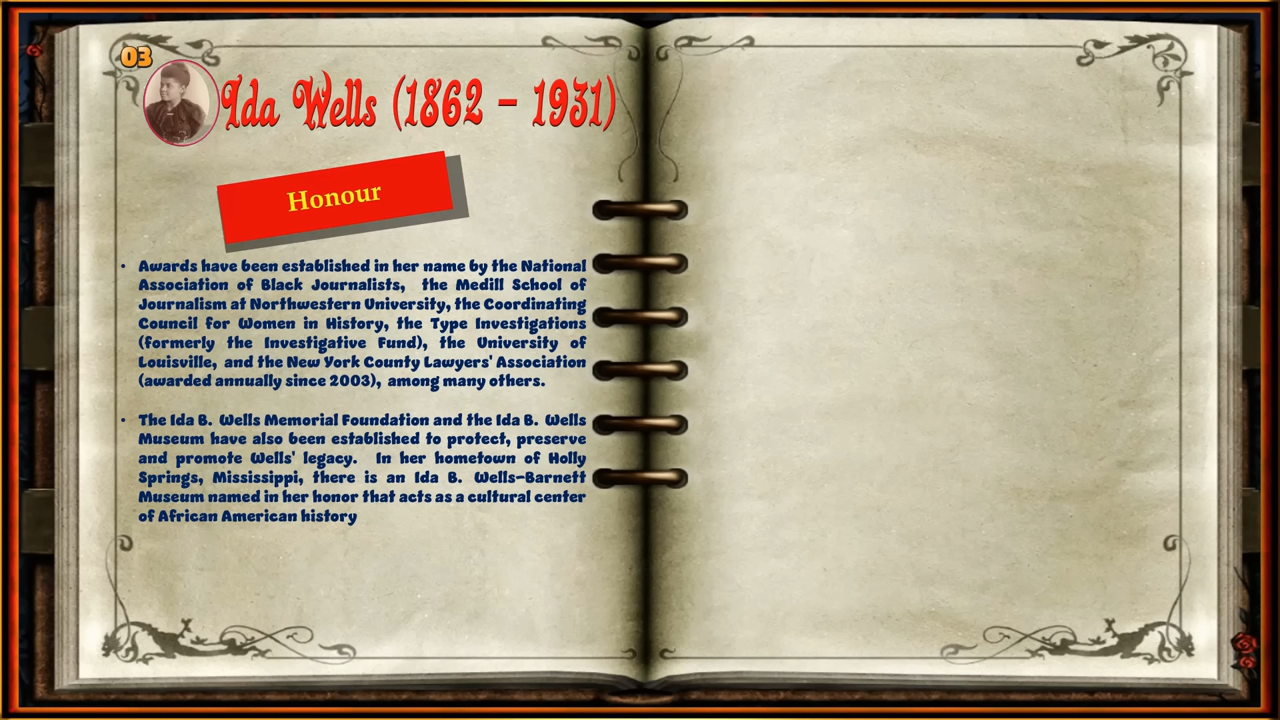 03
Ida Wells (1862 – 1931)
Honour
• Awards have been established in her name by the National
Association of Black Journalists, the Medill School of
Journalism at Northwestern University, the Coordinating
Council for Women in History, the Type Investigations
(formerly the Investigative Fund), the University of
Louisville, and the New York County Lawyers' Association
(awarded annually since 2003), among many others.
• The Ida B. Wells Memorial Foundation and the Ida B. Wells
Museum have also been established to protect, preserve
and promote Wells' legacy. In her hometown of Holly
Springs, Mississippi, there is an Ida B. Wells-Barnett
Museum named in her honor that acts as a cultural center
of African American history